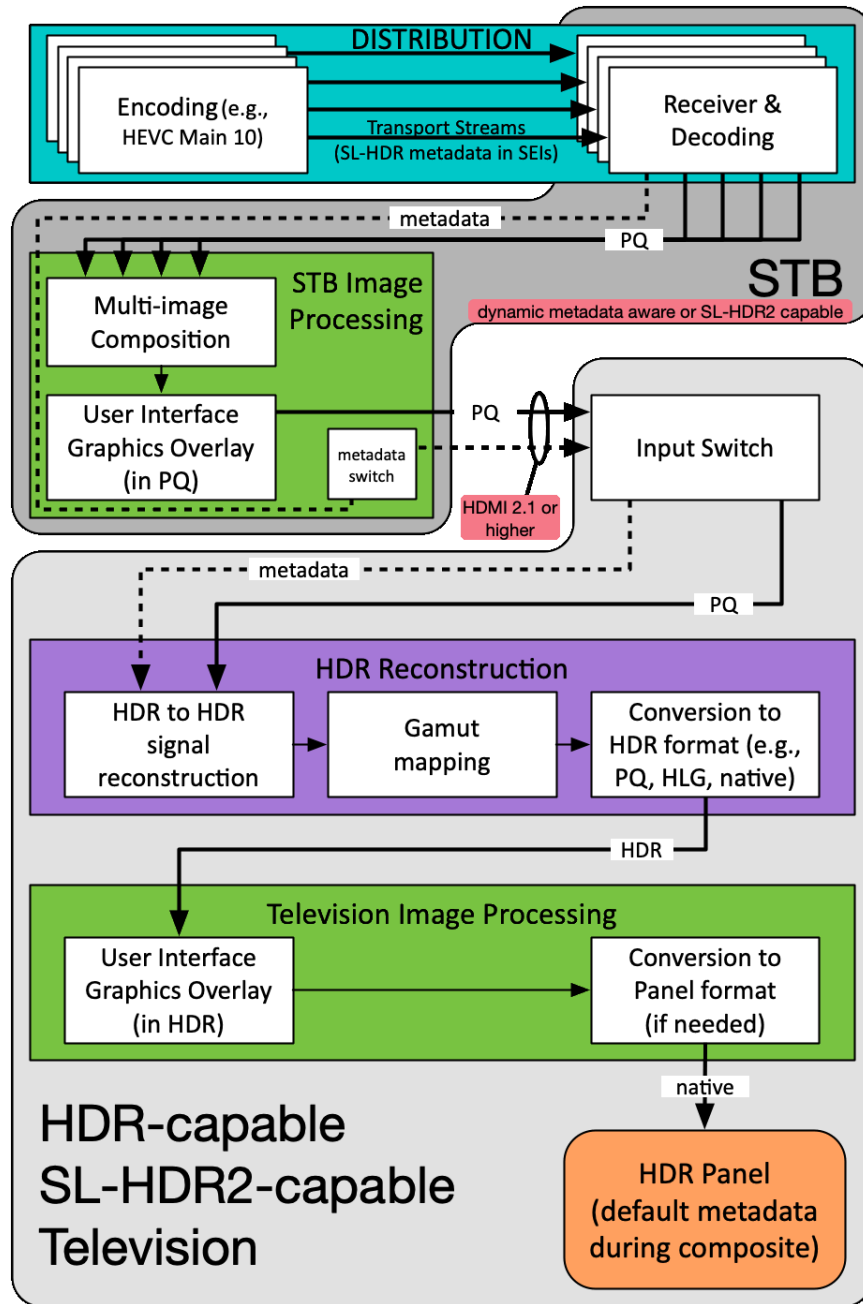 DISTRIBUTION
Encoding (e.g.,
HEVC Main 10)
Transport Streams
(SL-HDR metadata in SEIs)
Receiver &
Decoding
metadata
PQ
STB
dynamic metadata aware or SL-HDR2 capable
STB Image
Processing
Multi-image
Composition
User Interface
Graphics Overlay
(in PQ)
metadata
switch
PQ
HDMI 2.1 or
higher
Input Switch
metadata
PQ
HDR Reconstruction
HDR to HDR
signal
reconstruction
Gamut
mapping
Conversion to
HDR format (e.g.,
PQ, HLG, native)
HDR
Television Image Processing
User Interface
Graphics Overlay
(in HDR)
Conversion to
Panel format
(if needed)
native
HDR-capable
SL-HDR2-capable
Television
HDR Panel
(default metadata
during composite)